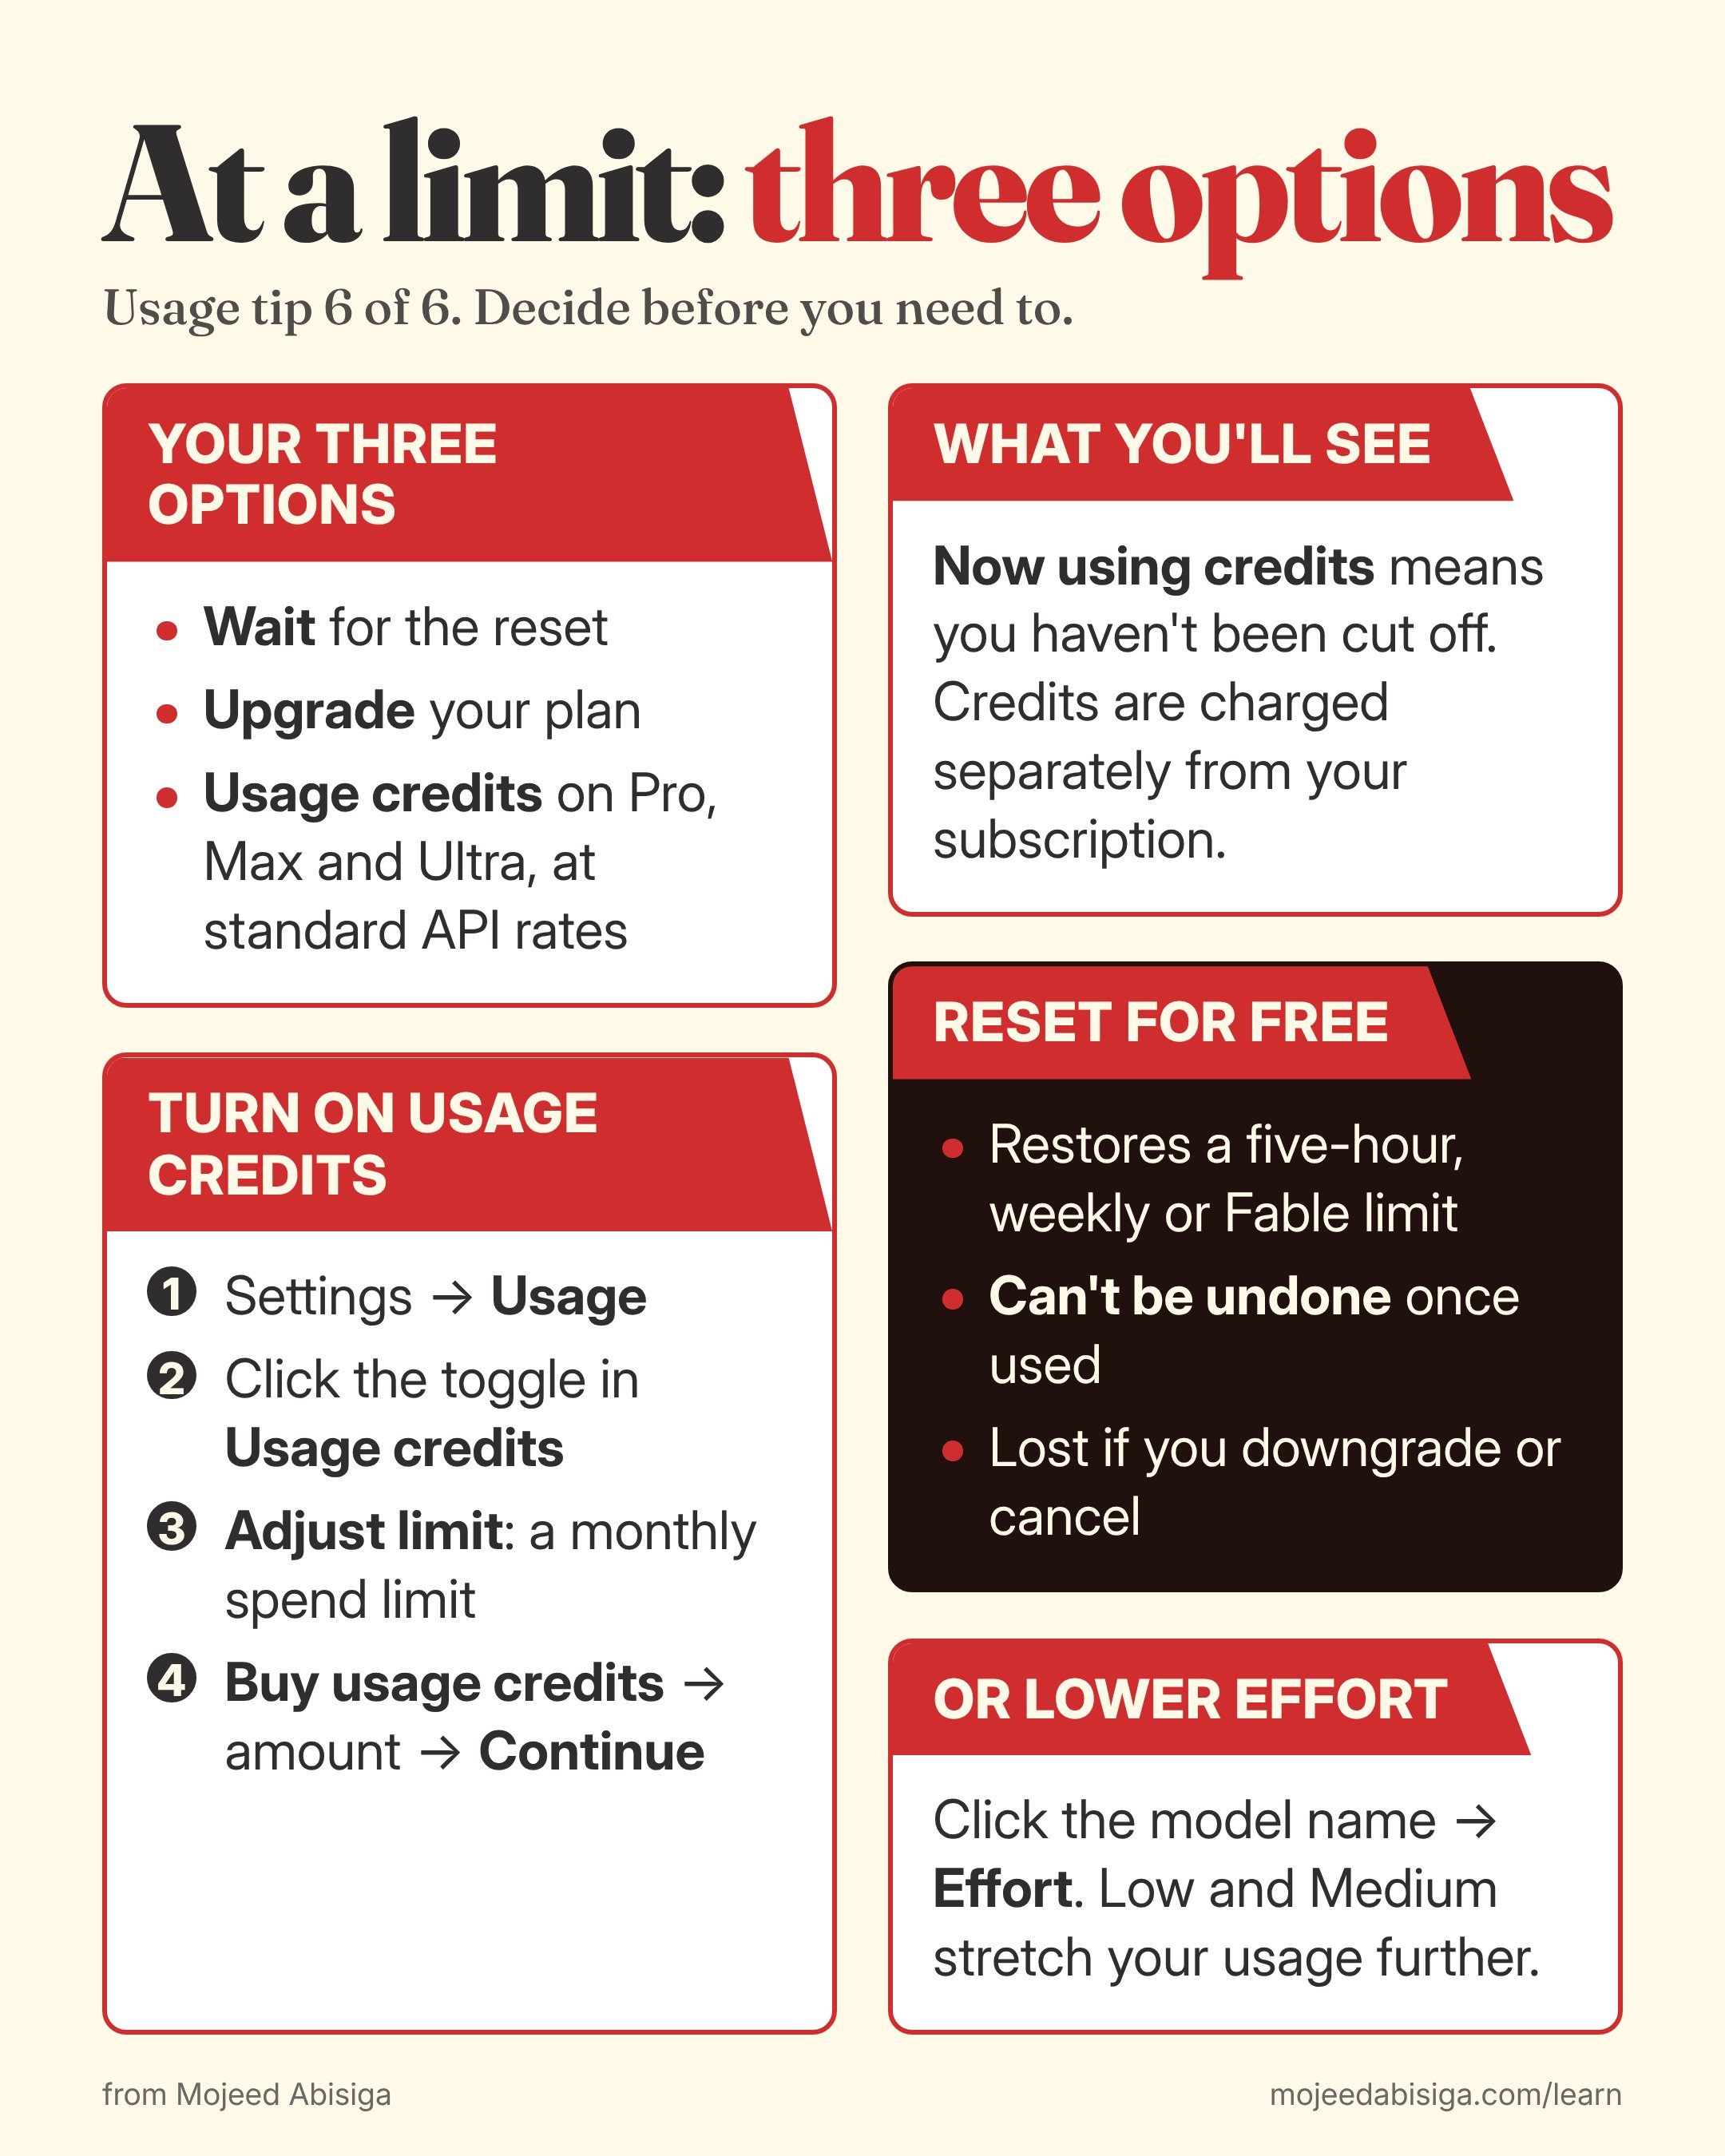 At a limit: three options
Usage tip 6 of 6. Decide before you need to.
YOUR THREE
OPTIONS
• Wait for the reset
• Upgrade your plan
• Usage credits on Pro,
Max and Ultra, at
standard API rates
TURN ON USAGE
CREDITS
1 Settings → Usage
2 Click the toggle in
Usage credits
3 Adjust limit: a monthly
spend limit
4 Buy usage credits →
amount → Continue
WHAT YOU'LL SEE
Now using credits means
you haven't been cut off.
Credits are charged
separately from your
subscription.
RESET FOR FREE
• Restores a five-hour,
weekly or Fable limit
• Can't be undone once
used
• Lost if you downgrade or
cancel
OR LOWER EFFORT
Click the model name →
Effort. Low and Medium
stretch your usage further.
from Mojeed Abisiga
mojeedabisiga.com/learn